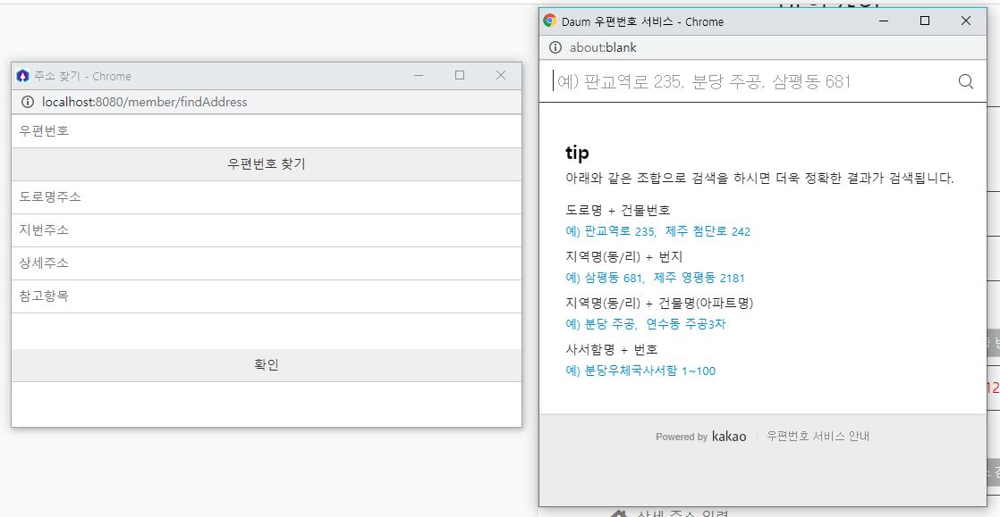 주소 찾기 - Chrome
localhost:8080/member/findAddress
우편번호
우편번호 찾기
도로명주소
지번주소
상세주소
참고항목
확인
Daum 우편번호 서비스 - Chrome
about:blank
예) 판교역로 235, 분당 주공, 삼평동 681
tip
아래와 같은 조합으로 검색을 하시면 더욱 정확한 결과가 검색됩니다.
도로명 + 건물번호
예) 판교역로 235, 제주 첨단로 242
지역명(동/리) + 번지
예) 삼평동 681, 제주 영평동 2181
지역명(동/리) + 건물명(아파트명)
예) 분당 주공, 연수동 주공3차
사서함명 + 번호
예) 분당우체국사서함 1~100
Powered by kakao 우편번호 서비스 안내
12
상세 주소 입력